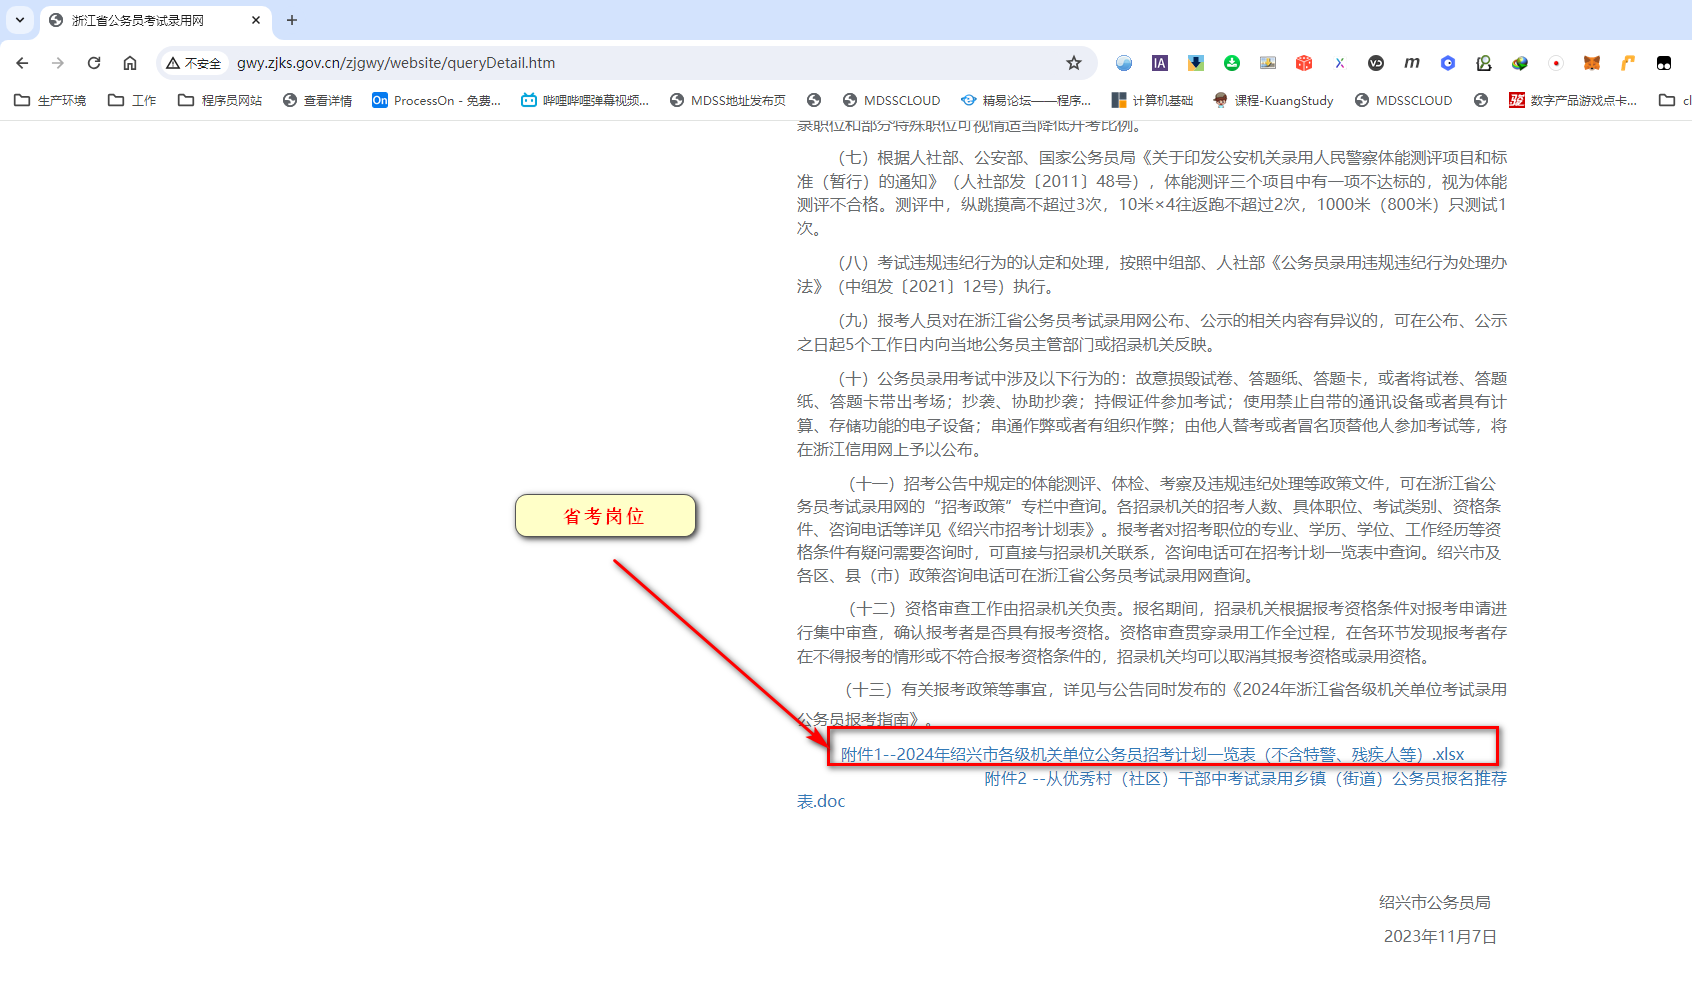 浙江省公务员考试录用网
不安全 gwy.zjks.gov.cn/zjgwy/website/queryDetail.htm
生产环境 工作 程序员网站 查看详情 On ProcessOn - 免费... 哔哩哔哩弹幕视频... MDSS地址发布页 MDSSCLOUD 精易论坛——程序... 计算机基础 课程-KuangStudy MDSSCLOUD 数字产品游戏点卡... cl
录职位和部分特殊职位可视情适当降低开考比例。
（七）根据人社部、公安部、国家公务员局《关于印发公安机关录用人民警察体能测评项目和标
准（暂行）的通知》（人社部发〔2011〕48号），体能测评三个项目中有一项不达标的，视为体能
测评不合格。测评中，纵跳摸高不超过3次，10米×4往返跑不超过2次，1000米（800米）只测试1
次。
（八）考试违规违纪行为的认定和处理，按照中组部、人社部《公务员录用违规违纪行为处理办
法》（中组发〔2021〕12号）执行。
（九）报考人员对在浙江省公务员考试录用网公布、公示的相关内容有异议的，可在公布、公示
之日起5个工作日内向当地公务员主管部门或招录机关反映。
（十）公务员录用考试中涉及以下行为的：故意损毁试卷、答题纸、答题卡，或者将试卷、答题
纸、答题卡带出考场；抄袭、协助抄袭；持假证件参加考试；使用禁止自带的通讯设备或者具有计
算、存储功能的电子设备；串通作弊或者有组织作弊；由他人替考或者冒名顶替他人参加考试等，将
在浙江信用网上予以公布。
（十一）招考公告中规定的体能测评、体检、考察及违规违纪处理等政策文件，可在浙江省公
务员考试录用网的“招考政策”专栏中查询。各招录机关的招考人数、具体职位、考试类别、资格条
件、咨询电话等详见《绍兴市招考计划表》。报考者对招考职位的专业、学历、学位、工作经历等资
格条件有疑问需要咨询时，可直接与招录机关联系，咨询电话可在招考计划一览表中查询。绍兴市及
各区、县（市）政策咨询电话可在浙江省公务员考试录用网查询。
省考岗位
（十二）资格审查工作由招录机关负责。报名期间，招录机关根据报考资格条件对报考申请进
行集中审查，确认报考者是否具有报考资格。资格审查贯穿录用工作全过程，在各环节发现报考者存
在不得报考的情形或不符合报考资格条件的，招录机关均可以取消其报考资格或录用资格。
（十三）有关报考政策等事宜，详见与公告同时发布的《2024年浙江省各级机关单位考试录用
公务员报考指南》。
附件1--2024年绍兴市各级机关单位公务员招考计划一览表（不含特警、残疾人等）.xlsx
附件2 --从优秀村（社区）干部中考试录用乡镇（街道）公务员报名推荐
表.doc
绍兴市公务员局
2023年11月7日